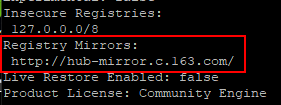 Insecure Registries:
127.0.0.0/8
Registry Mirrors:
http://hub-mirror.c.163.com/
Live Restore Enabled: false
Product License: Community Engine